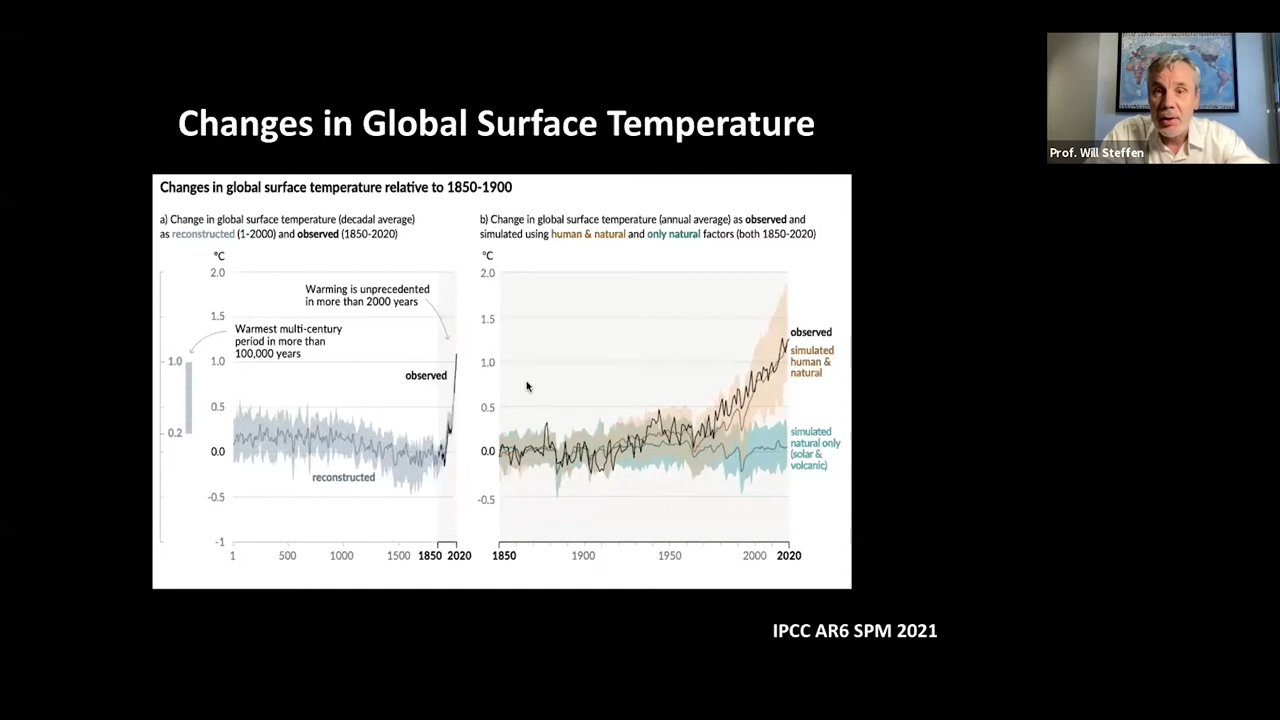 Changes in Global Surface Temperature
Prof. Will Steffen
Changes in global surface temperature relative to 1850-1900
a) Change in global surface temperature (decadal average)
as reconstructed (1-2000) and observed (1850-2020)
°C
2.0
1.5
1.0
0.5
0.0
-0.5
-1
1.0
0.2
Warming is unprecedented
in more than 2000 years
Warmest multi-century
period in more than
100,000 years
observed
reconstructed
1
500
1000
1500
1850
2020
b) Change in global surface temperature (annual average) as observed and
simulated using human & natural and only natural factors (both 1850-2020)
°C
2.0
1.5
1.0
0.5
0.0
-0.5
observed
simulated
human &
natural
simulated
natural only
(solar &
volcanic)
1850
1900
1950
2000
2020
IPCC AR6 SPM 2021